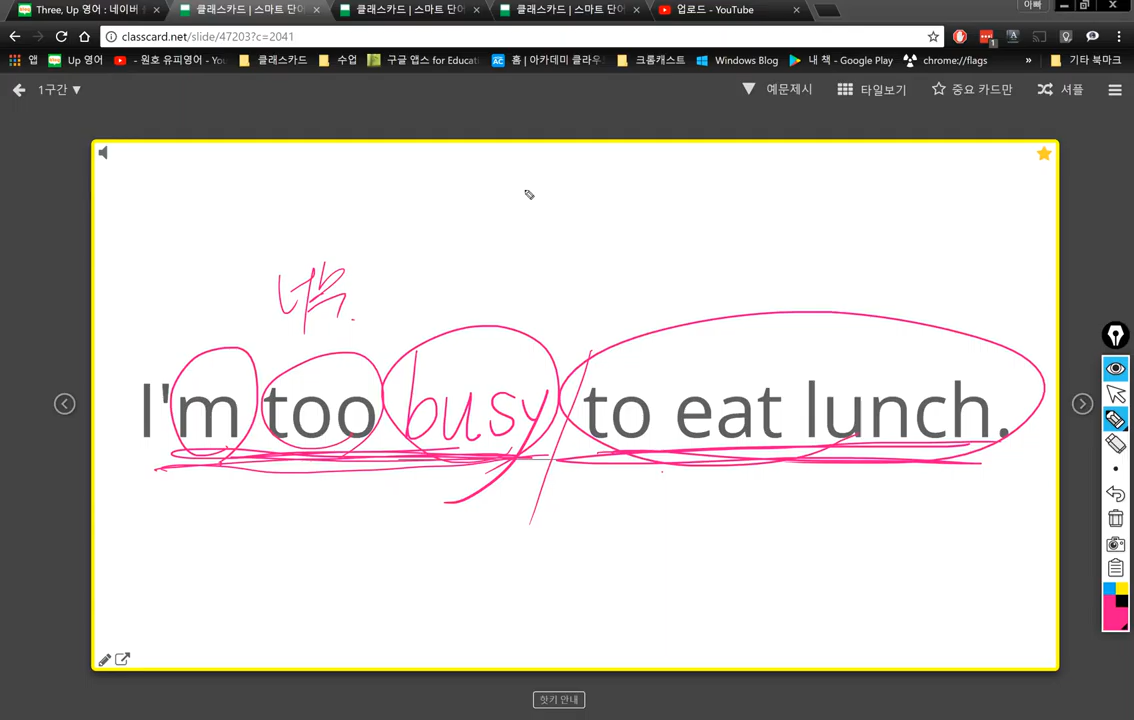 Three, Up 영어 : 네이버
클래스카드 | 스마트 단어
클래스카드 | 스마트 단어
클래스카드 | 스마트 단어
업로드 - YouTube
아빠
classcard.net/slide/47203?c=2041
앱
Up 영어
- 원호 유피영어 - You
클래스카드
수업
구글 앱스 for Educati
홈 | 아카데미 클라우
크롬캐스트
Windows Blog
내 책 - Google Play
chrome://flags
»
기타 북마크
1구간 ▼
예문제시
타일보기
중요 카드만
셔플
I'm too busy to eat lunch.
핫키 안내